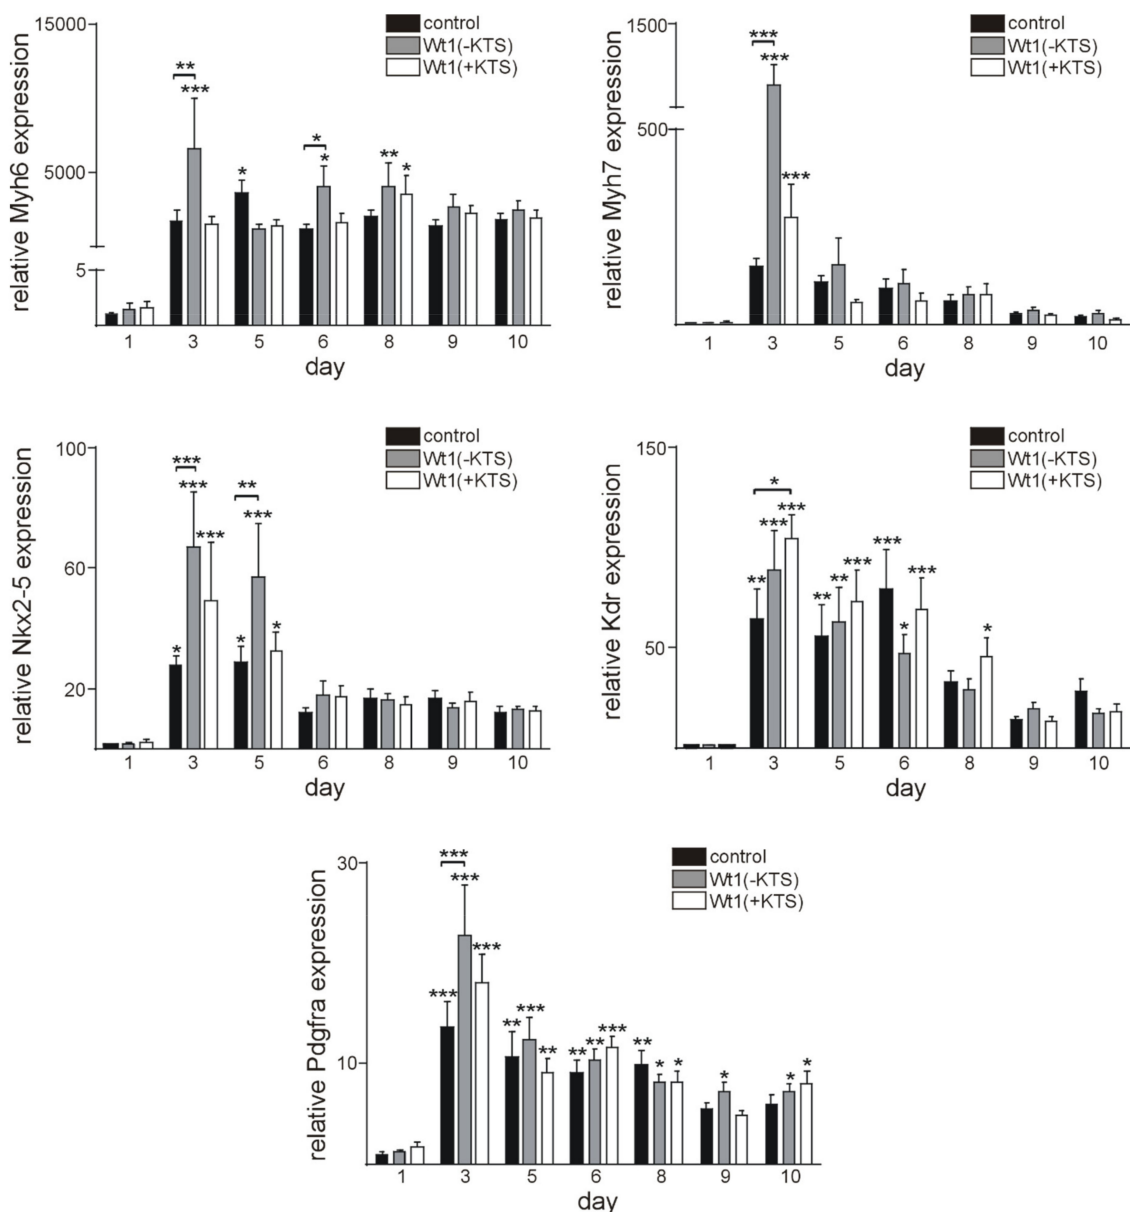 relative Myh6 expression
15000
5000
5
control
Wt1(-KTS)
Wt1(+KTS)
**
***
*
*
*
**
*
1 3 5 6 8 9 10
day
relative Myh7 expression
1500
500
control
Wt1(-KTS)
Wt1(+KTS)
***
***
***
1 3 5 6 8 9 10
day
relative Nkx2-5 expression
100
60
20
control
Wt1(-KTS)
Wt1(+KTS)
***
***
***
*
**
***
*
*
1 3 5 6 8 9 10
day
relative Kdr expression
150
50
control
Wt1(-KTS)
Wt1(+KTS)
*
** *** ***
** ** ***
*** * ***
*
1 3 5 6 8 9 10
day
relative Pdgfra expression
30
10
control
Wt1(-KTS)
Wt1(+KTS)
***
*** *** ***
** *** **
** ** ***
** * *
*
* *
1 3 5 6 8 9 10
day